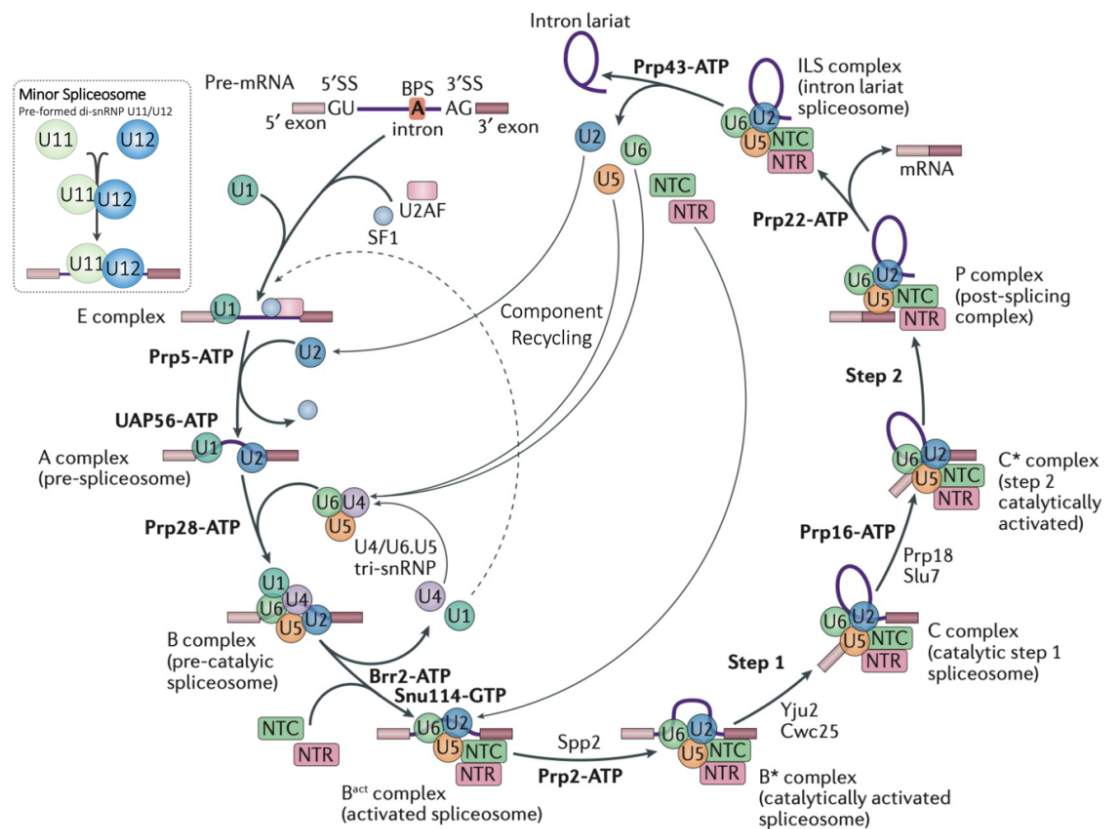 Minor Spliceosome
Pre-formed di-snRNP U11/U12
U11
U12
U11
U12
U11
U12
Pre-mRNA
5′SS
BPS
3′SS
GU
A
AG
5′ exon
intron
3′ exon
U1
U2AF
SF1
U1
E complex
Prp5-ATP
U2
UAP56-ATP
U1
U2
A complex
(pre-spliceosome)
Prp28-ATP
U6
U4
U5
U4/U6.U5
tri-snRNP
U1
U4
U6
U5
U2
B complex
(pre-catalyic
spliceosome)
U4
U1
Brr2-ATP
Snu114-GTP
NTC
NTR
U6
U2
U5
NTC
NTR
Bact complex
(activated spliceosome)
Spp2
Prp2-ATP
U6
U2
U5
NTC
NTR
B* complex
(catalytically activated
spliceosome)
Step 1
Yju2
Cwc25
U6
U2
U5
NTC
NTR
C complex
(catalytic step 1
spliceosome)
Prp16-ATP
Prp18
Slu7
U6
U2
U5
NTC
NTR
C* complex
(step 2
catalytically
activated)
Step 2
U6
U2
U5
NTC
NTR
P complex
(post-splicing
complex)
Prp22-ATP
mRNA
U6
U2
U5
NTC
NTR
ILS complex
(intron lariat
spliceosome)
Prp43-ATP
Intron lariat
U2
U6
U5
NTC
NTR
Component
Recycling